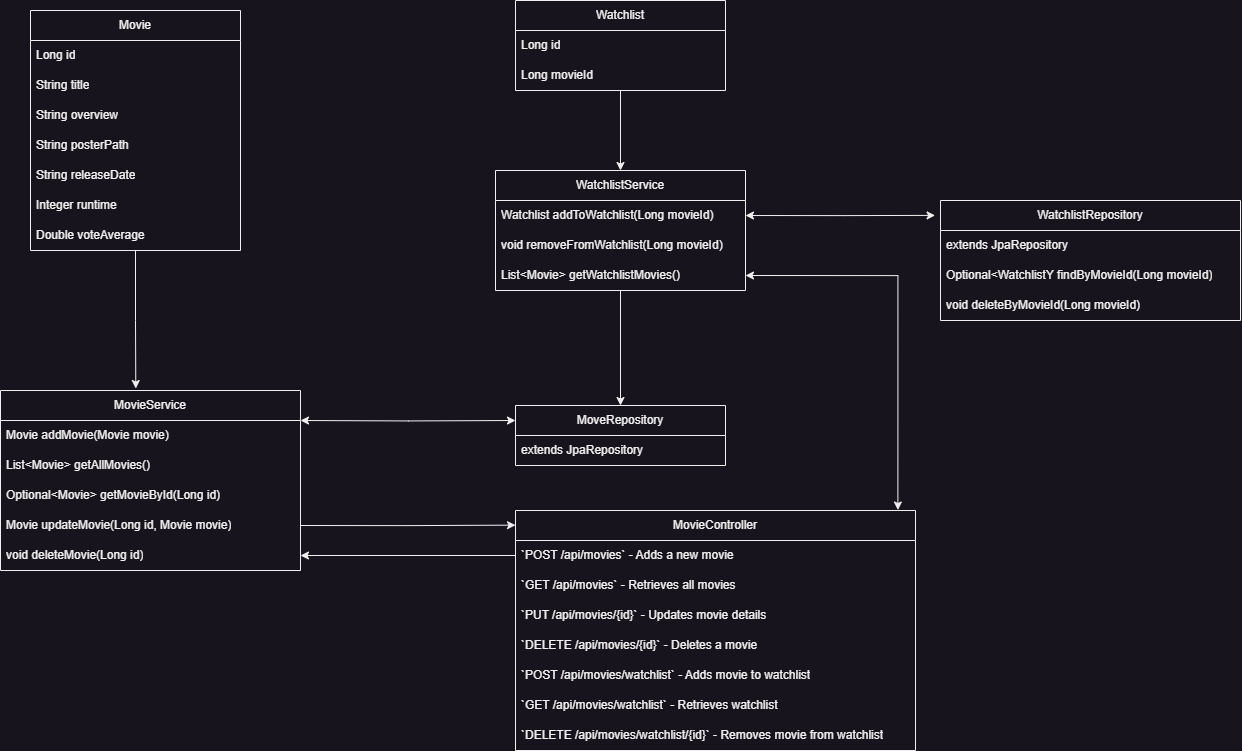 Movie
Long id
String title
String overview
String posterPath
String releaseDate
Integer runtime
Double voteAverage
Watchlist
Long id
Long movieId
WatchlistService
Watchlist addToWatchlist(Long movieId)
void removeFromWatchlist(Long movieId)
List<Movie> getWatchlistMovies()
WatchlistRepository
extends JpaRepository
Optional<WatchlistY findByMovieId(Long movieId)
void deleteByMovieId(Long movieId)
MovieService
Movie addMovie(Movie movie)
List<Movie> getAllMovies()
Optional<Movie> getMovieById(Long id)
Movie updateMovie(Long id, Movie movie)
void deleteMovie(Long id)
MoveRepository
extends JpaRepository
MovieController
`POST /api/movies` - Adds a new movie
`GET /api/movies` - Retrieves all movies
`PUT /api/movies/{id}` - Updates movie details
`DELETE /api/movies/{id}` - Deletes a movie
`POST /api/movies/watchlist` - Adds movie to watchlist
`GET /api/movies/watchlist` - Retrieves watchlist
`DELETE /api/movies/watchlist/{id}` - Removes movie from watchlist